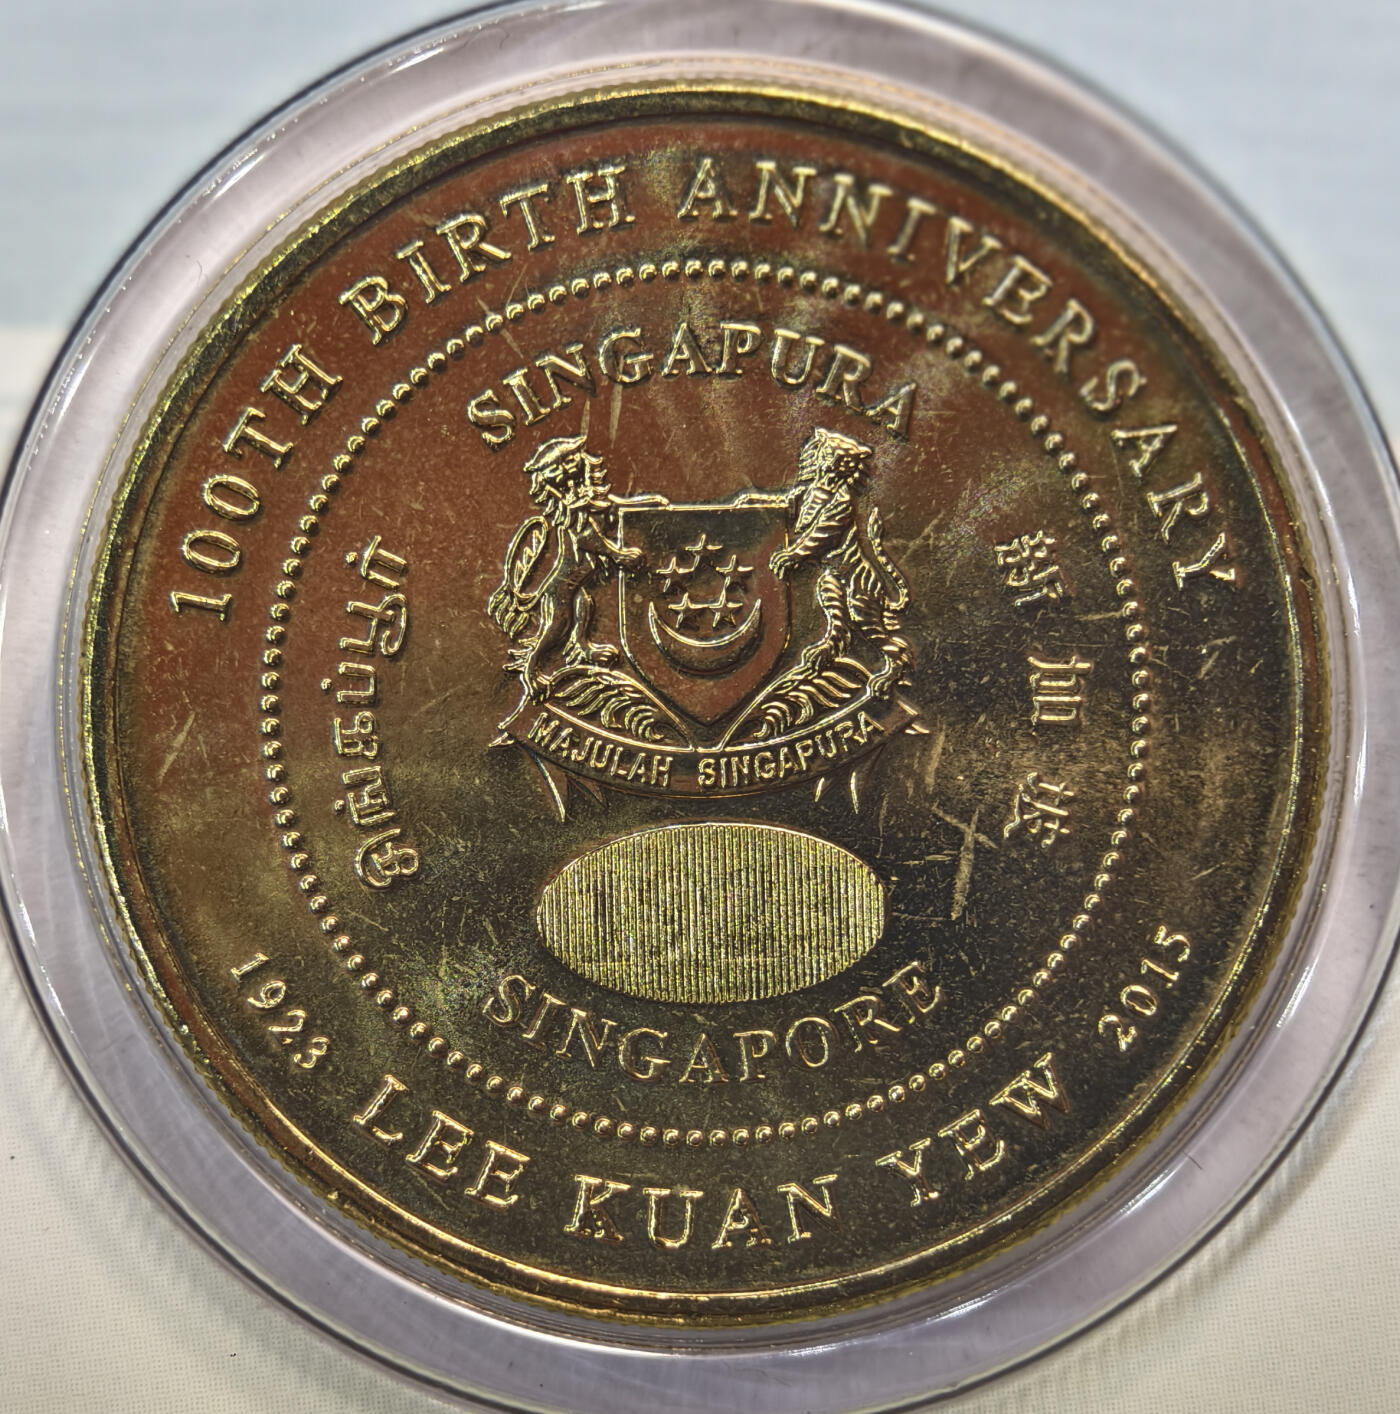 100TH BIRTH ANNIVERSARY
SINGAPURA
சிங்கப்பூர்
新加坡
MAJULAH SINGAPURA
SINGAPORE
1923 LEE KUAN YEW 2015